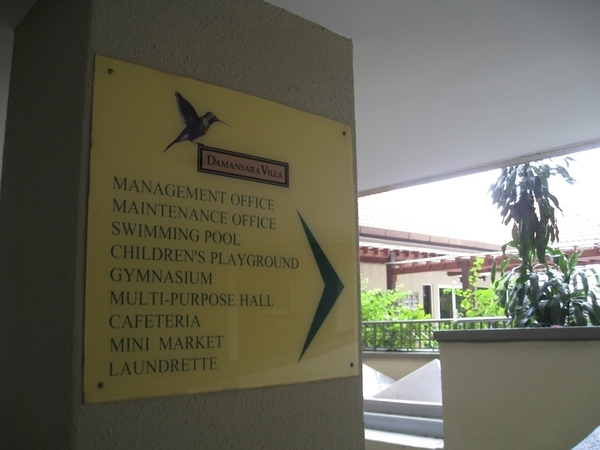 DAMANSARA VILLA
MANAGEMENT OFFICE
MAINTENANCE OFFICE
SWIMMING POOL
CHILDREN'S PLAYGROUND
GYMNASIUM
MULTI-PURPOSE HALL
CAFETERIA
MINI MARKET
LAUNDRETTE